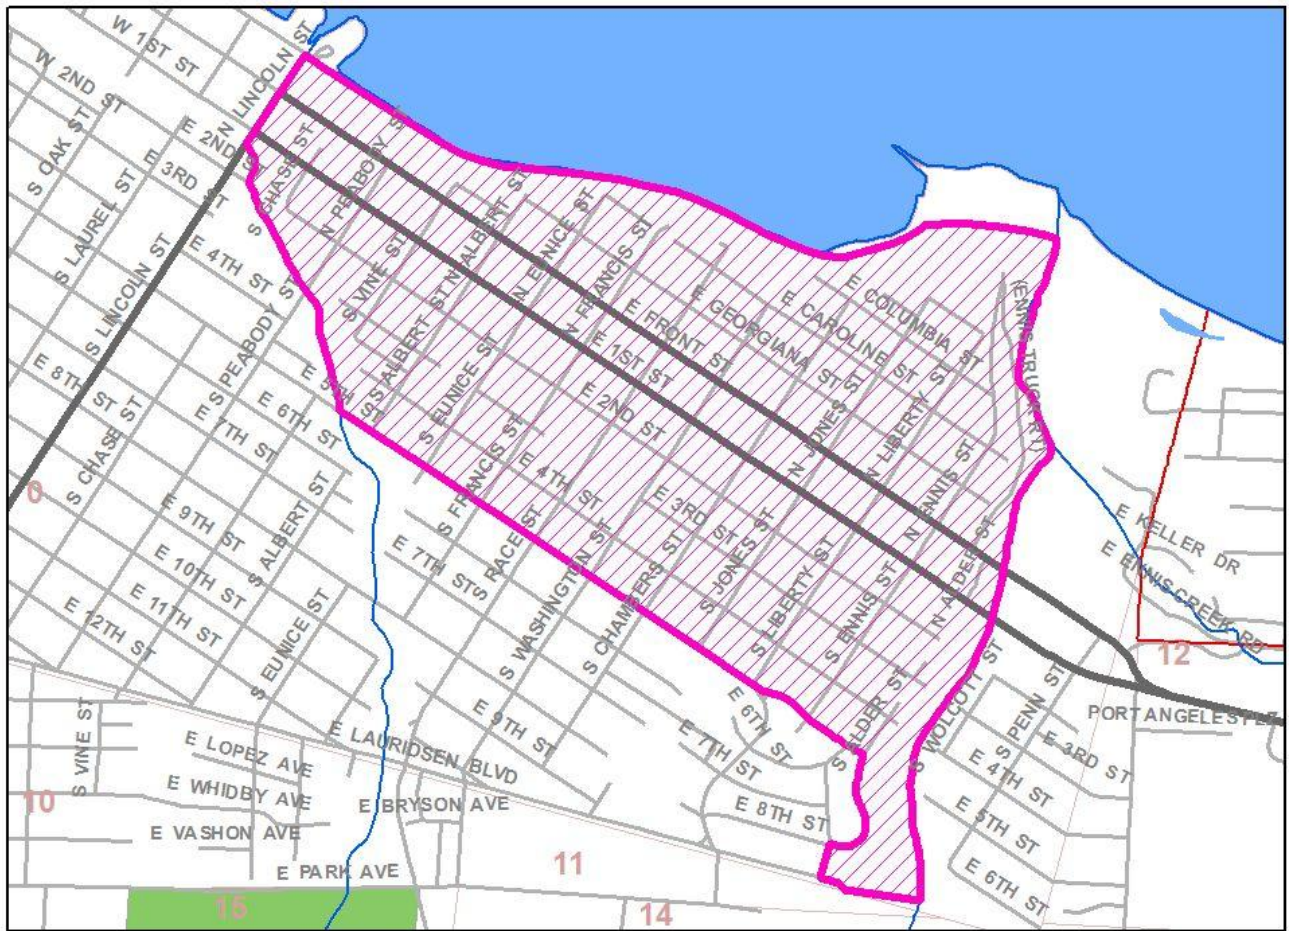 W 1ST ST
N LINCOLN ST
W 2ND ST
E 2ND ST
S OAK ST
E 3RD ST
S CHASE ST
N PEABODY ST
S LAUREL ST
E 4TH ST
S LINCOLN ST
S VINE ST
N ALBERT ST
N EUNICE ST
N FRANCIS ST
S PEABODY ST
S ALBERT ST
E FRONT ST
E GEORGIANA ST
E CAROLINE ST
E COLUMBIA ST
(ENNIS TRUCK RY)
E 1ST ST
E 2ND ST
E 5TH ST
S EUNICE ST
E 8TH ST
S CHASE ST
E 7TH ST
E 6TH ST
S FRANCIS ST
E 4TH ST
E 3RD ST
N JONES ST
N LIBERTY ST
N ENNIS ST
N ALDER ST
0
E 9TH ST
S ALBERT ST
E 10TH ST
E 11TH ST
E 12TH ST
S EUNICE ST
E 7TH ST
S RACE ST
S WASHINGTON ST
S CHAMBERS ST
S JONES ST
S LIBERTY ST
S ENNIS ST
S ALDER ST
S WOLCOTT ST
S PENN ST
E KELLER DR
E ENNIS CREEK RD
12
PORT ANGELES PLZ
E 3RD ST
E 4TH ST
E 5TH ST
E 6TH ST
E 6TH ST
E 7TH ST
E 8TH ST
E 9TH ST
E LAURIDSEN BLVD
S VINE ST
E LOPEZ AVE
E WHIDBY AVE
E BRYSON AVE
10
E VASHON AVE
E PARK AVE
11
15
14